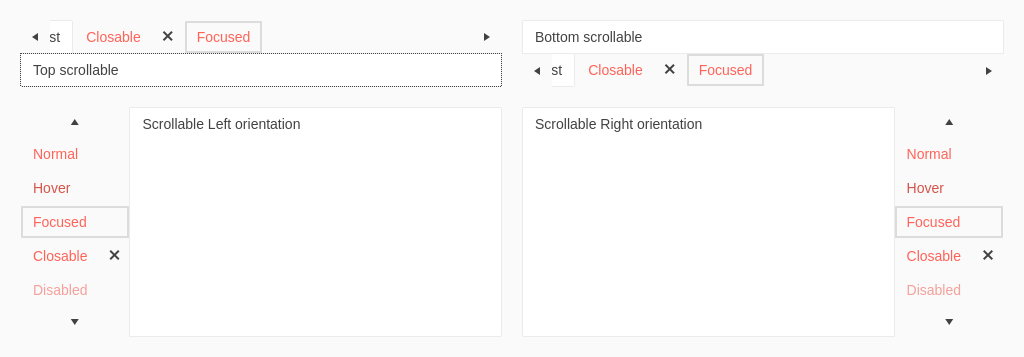 st Closable ✕ Focused
Top scrollable
Bottom scrollable
st Closable ✕ Focused
Scrollable Left orientation
Normal
Hover
Focused
Closable ✕
Disabled
Scrollable Right orientation
Normal
Hover
Focused
Closable ✕
Disabled